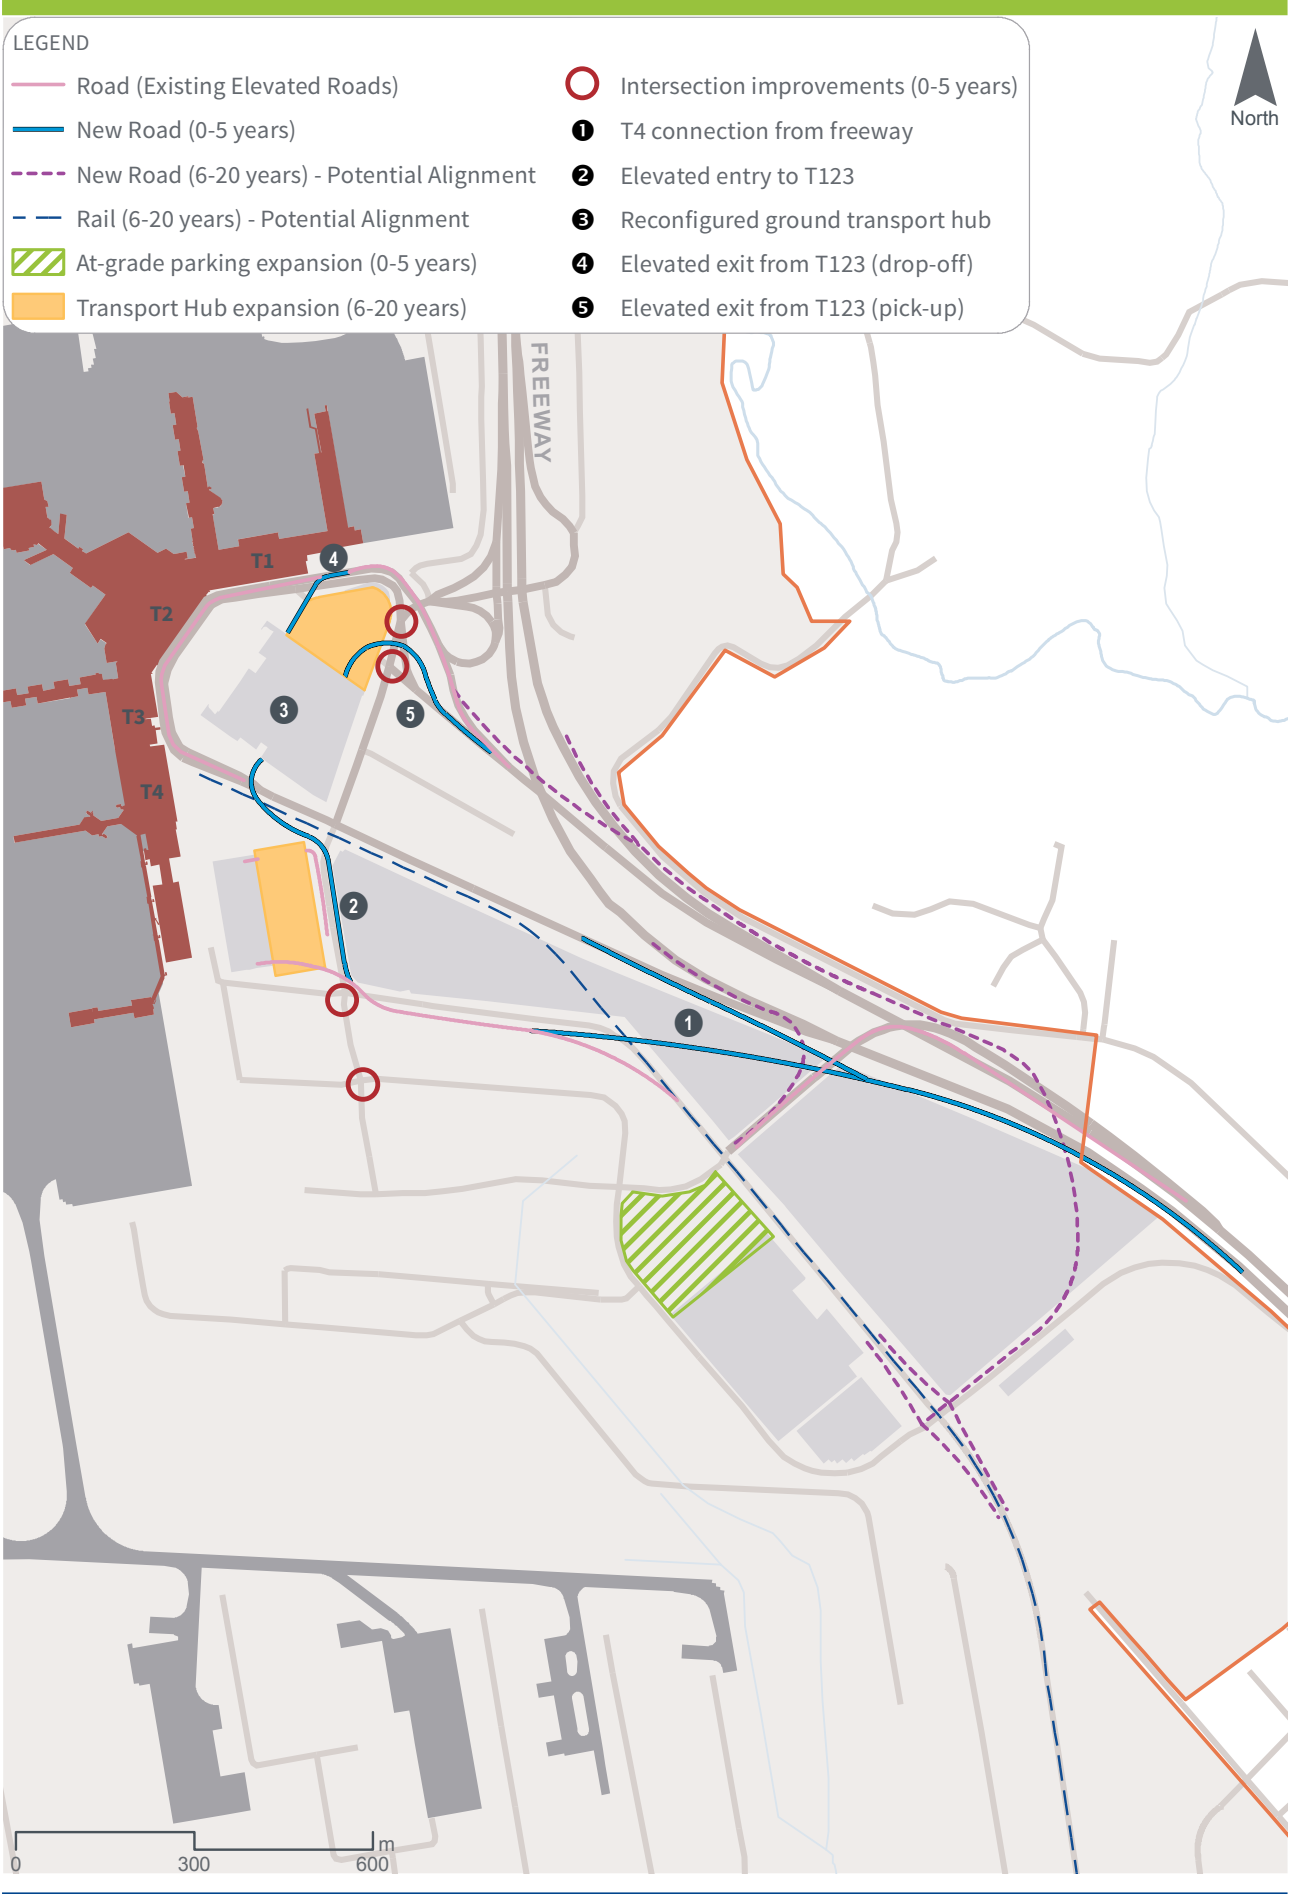 LEGEND
Road (Existing Elevated Roads)
New Road (0-5 years)
New Road (6-20 years) - Potential Alignment
Rail (6-20 years) - Potential Alignment
At-grade parking expansion (0-5 years)
Transport Hub expansion (6-20 years)
Intersection improvements (0-5 years)
1 T4 connection from freeway
2 Elevated entry to T123
3 Reconfigured ground transport hub
4 Elevated exit from T123 (drop-off)
5 Elevated exit from T123 (pick-up)
North
FREEWAY
T1
4
T2
3
5
T3
T4
2
1
m
0 300 600